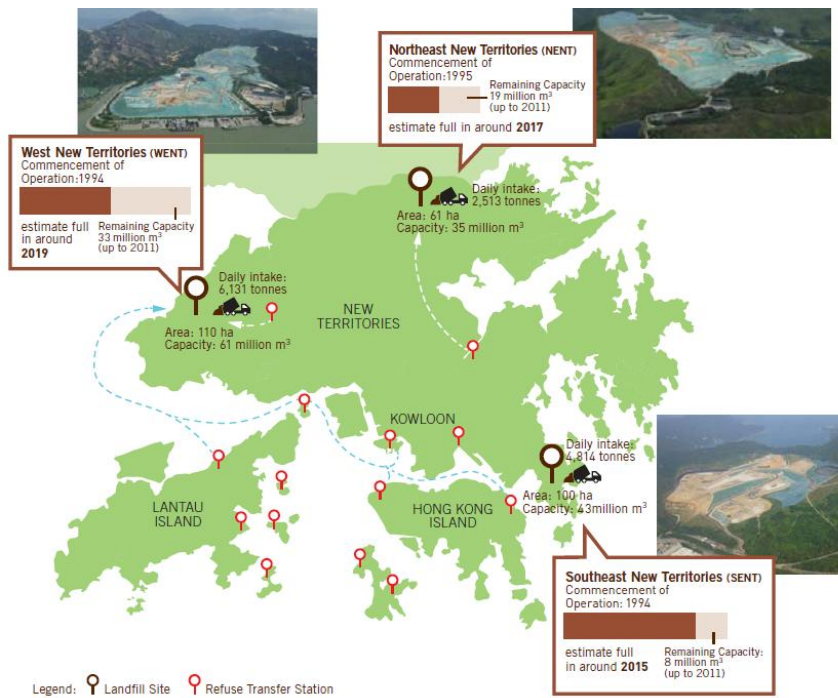 Northeast New Territories (NENT)
Commencement of
Operation:1995
Remaining Capacity
19 million m³
(up to 2011)
estimate full in around 2017
West New Territories (WENT)
Commencement of
Operation:1994
estimate full
in around
2019
Remaining Capacity
33 million m³
(up to 2011)
Daily intake:
2,513 tonnes
Area: 61 ha
Capacity: 35 million m³
Daily intake:
6,131 tonnes
Area: 110 ha
Capacity: 61 million m³
NEW
TERRITORIES
KOWLOON
Daily intake:
4,814 tonnes
Area: 100 ha
Capacity: 43million m³
LANTAU
ISLAND
HONG KONG
ISLAND
Southeast New Territories (SENT)
Commencement of
Operation: 1994
estimate full
in around 2015
Remaining Capacity:
8 million m³
(up to 2011)
Legend: Landfill Site Refuse Transfer Station